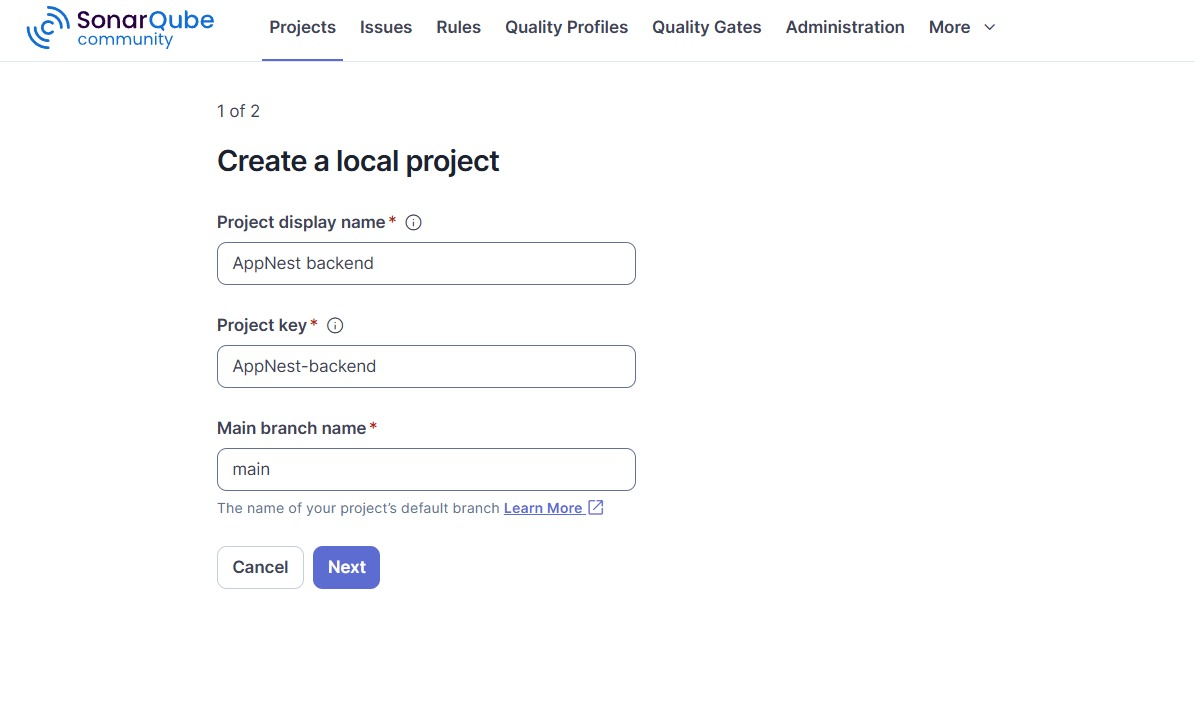 SonarQube
community
Projects Issues Rules Quality Profiles Quality Gates Administration More
1 of 2
Create a local project
Project display name*
AppNest backend
Project key*
AppNest-backend
Main branch name*
main
The name of your project’s default branch Learn More
Cancel Next